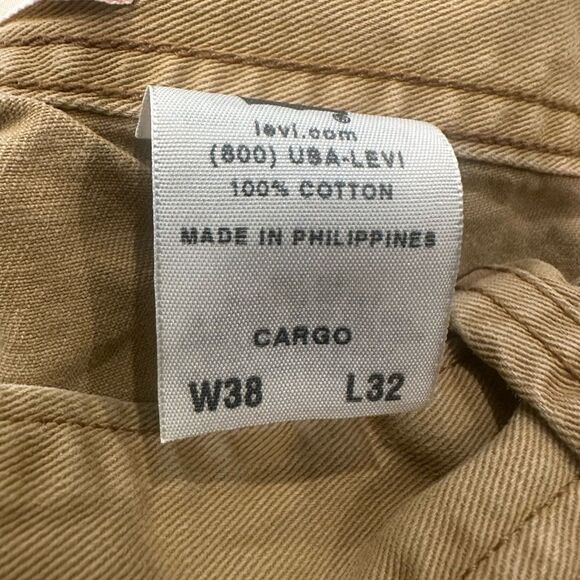 levi.com
(800) USA-LEVI
100% COTTON
MADE IN PHILIPPINES
CARGO
W38 L32